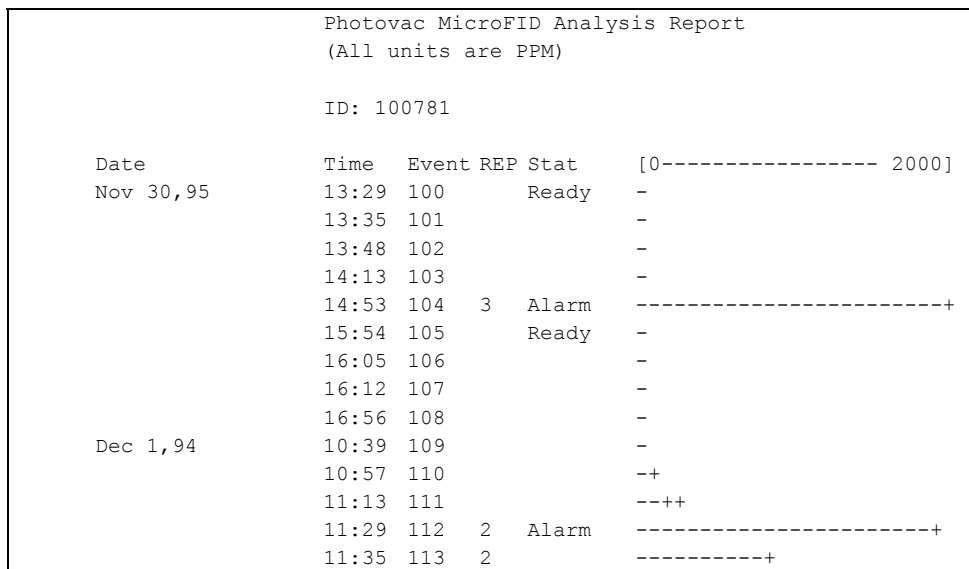 Photovac MicroFID Analysis Report
(All units are PPM)
ID: 100781
Date Time Event REP Stat [0----------------- 2000]
Nov 30,95 13:29 100 Ready -
13:35 101 -
13:48 102 -
14:13 103 -
14:53 104 3 Alarm ------------------------+
15:54 105 Ready -
16:05 106 -
16:12 107 -
16:56 108 -
Dec 1,94 10:39 109 -
10:57 110 -+
11:13 111 --++
11:29 112 2 Alarm -----------------------+
11:35 113 2 ----------+